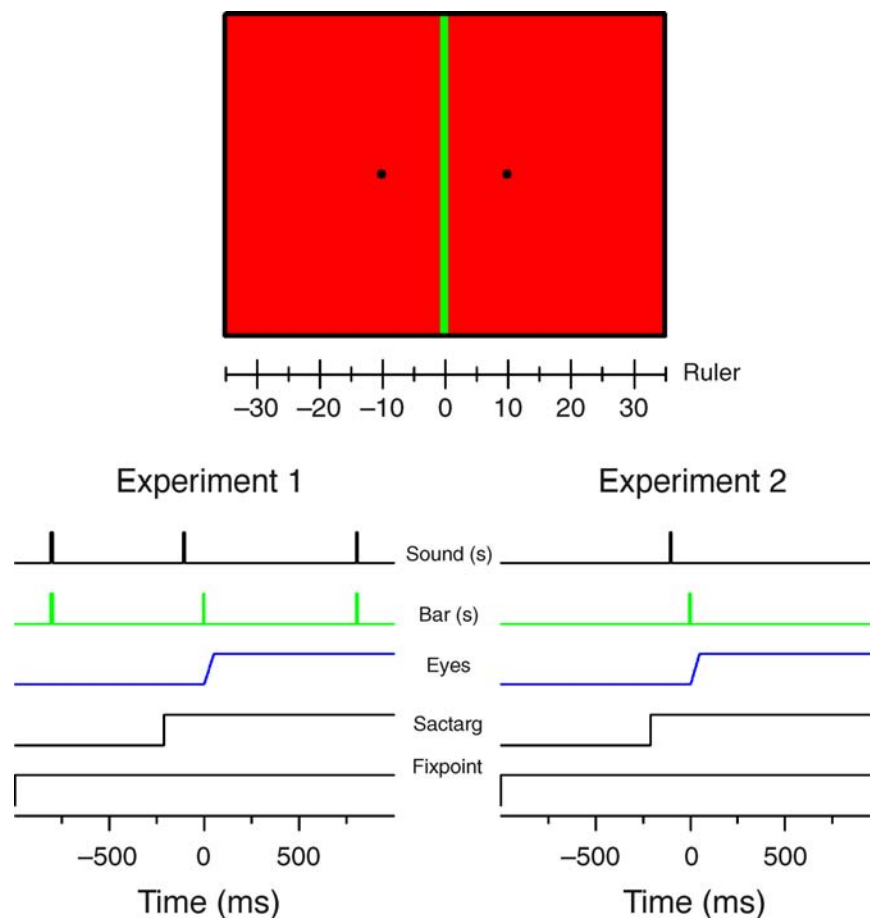 Ruler
–30 –20 –10 0 10 20 30
Experiment 1 Experiment 2
Sound (s)
Bar (s)
Eyes
Sactarg
Fixpoint
–500 0 500 –500 0 500
Time (ms) Time (ms)